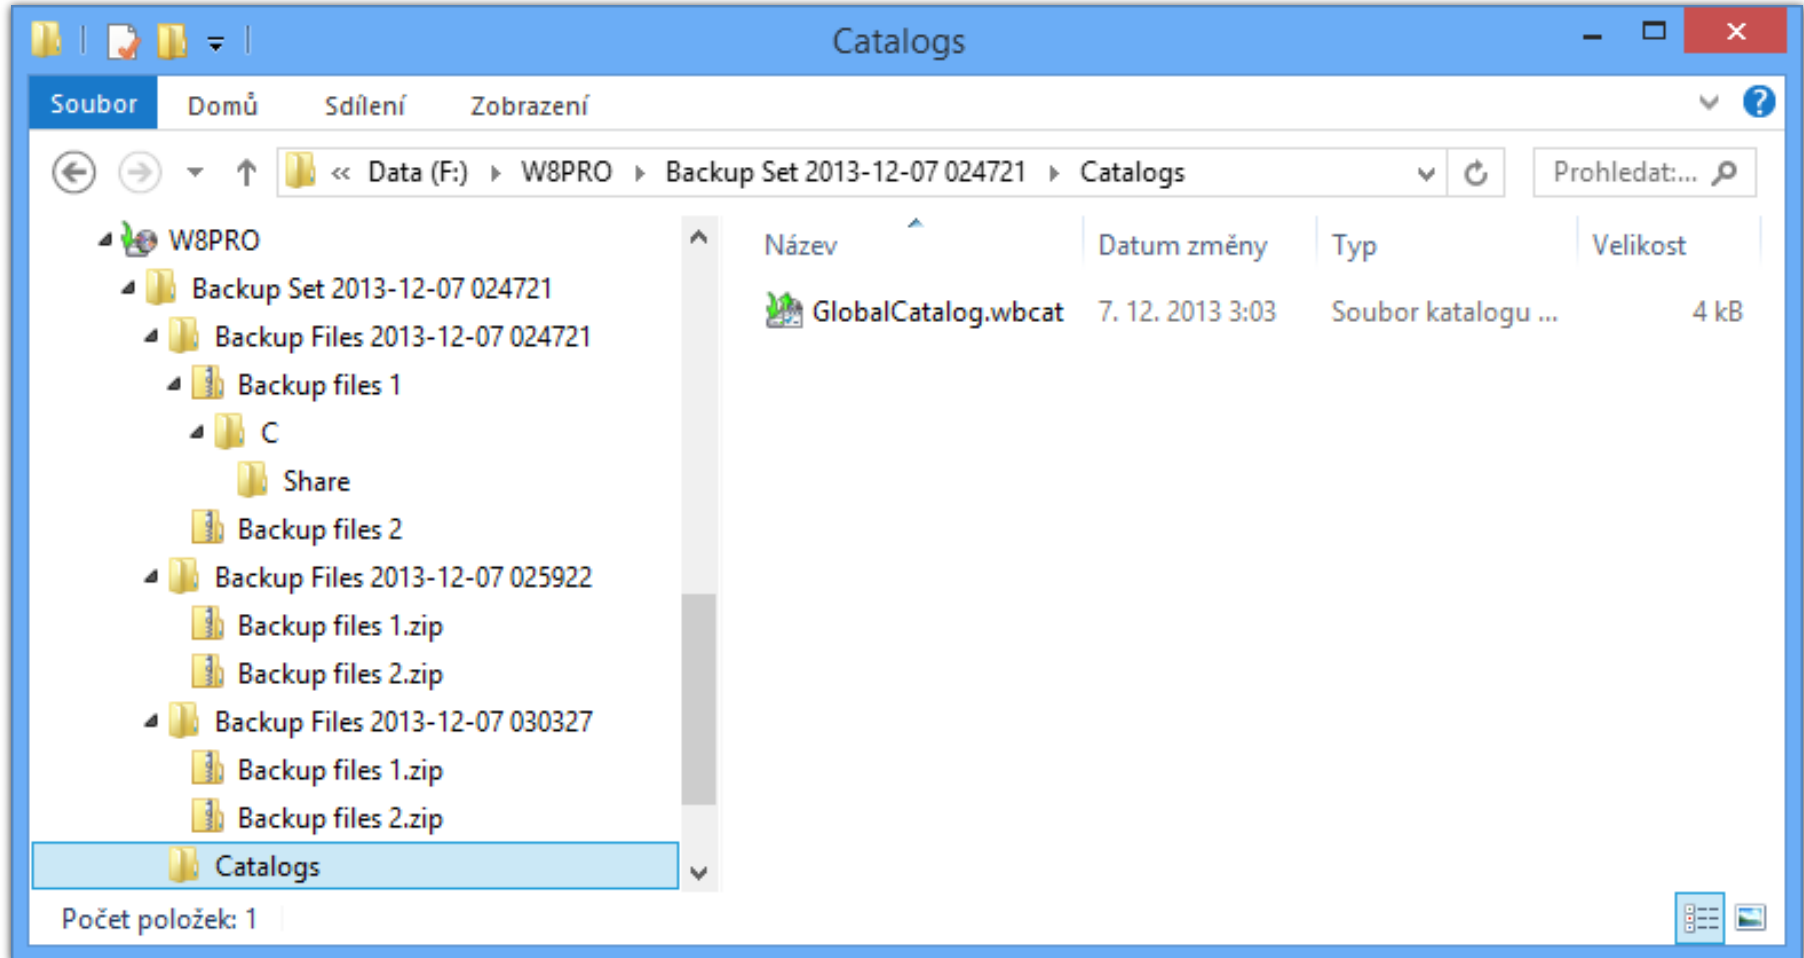 Catalogs
Soubor Domů Sdílení Zobrazení
« Data (F:) W8PRO Backup Set 2013-12-07 024721 Catalogs Prohledat:...
W8PRO
Backup Set 2013-12-07 024721
Backup Files 2013-12-07 024721
Backup files 1
C
Share
Backup files 2
Backup Files 2013-12-07 025922
Backup files 1.zip
Backup files 2.zip
Backup Files 2013-12-07 030327
Backup files 1.zip
Backup files 2.zip
Catalogs
Název Datum změny Typ Velikost
GlobalCatalog.wbcat 7. 12. 2013 3:03 Soubor katalogu ... 4 kB
Počet položek: 1